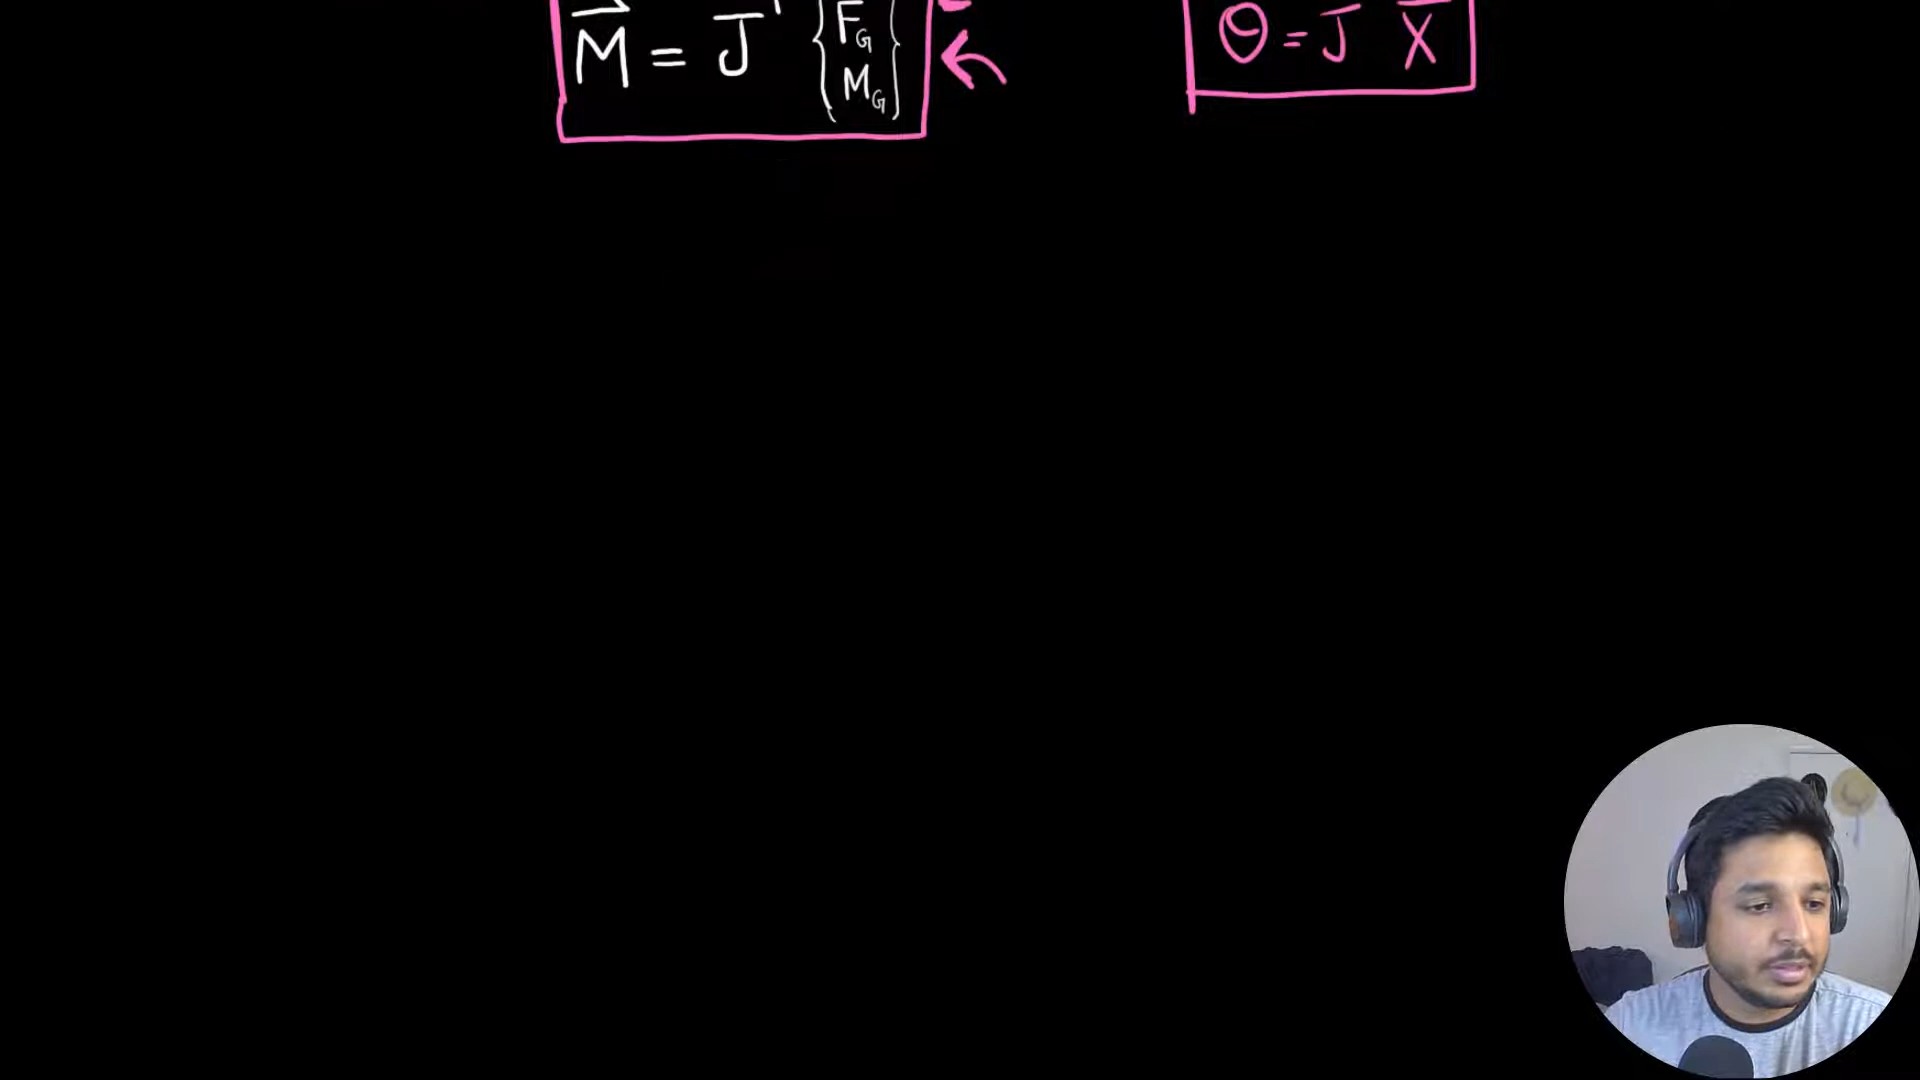 M = J {F_G
M_G}
θ = J X